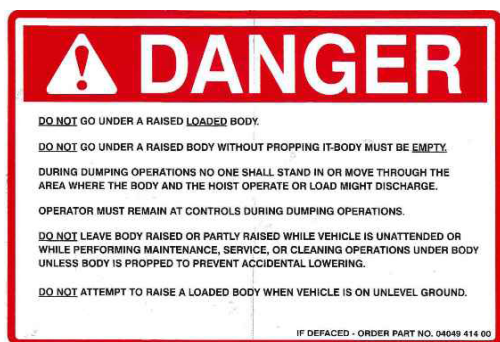 DANGER
DO NOT GO UNDER A RAISED LOADED BODY.
DO NOT GO UNDER A RAISED BODY WITHOUT PROPPING IT-BODY MUST BE EMPTY.
DURING DUMPING OPERATIONS NO ONE SHALL STAND IN OR MOVE THROUGH THE
AREA WHERE THE BODY AND THE HOIST OPERATE OR LOAD MIGHT DISCHARGE.
OPERATOR MUST REMAIN AT CONTROLS DURING DUMPING OPERATIONS.
DO NOT LEAVE BODY RAISED OR PARTLY RAISED WHILE VEHICLE IS UNATTENDED OR
WHILE PERFORMING MAINTENANCE, SERVICE, OR CLEANING OPERATIONS UNDER BODY
UNLESS BODY IS PROPPED TO PREVENT ACCIDENTAL LOWERING.
DO NOT ATTEMPT TO RAISE A LOADED BODY WHEN VEHICLE IS ON UNLEVEL GROUND.
IF DEFACED - ORDER PART NO. 04049 414 00